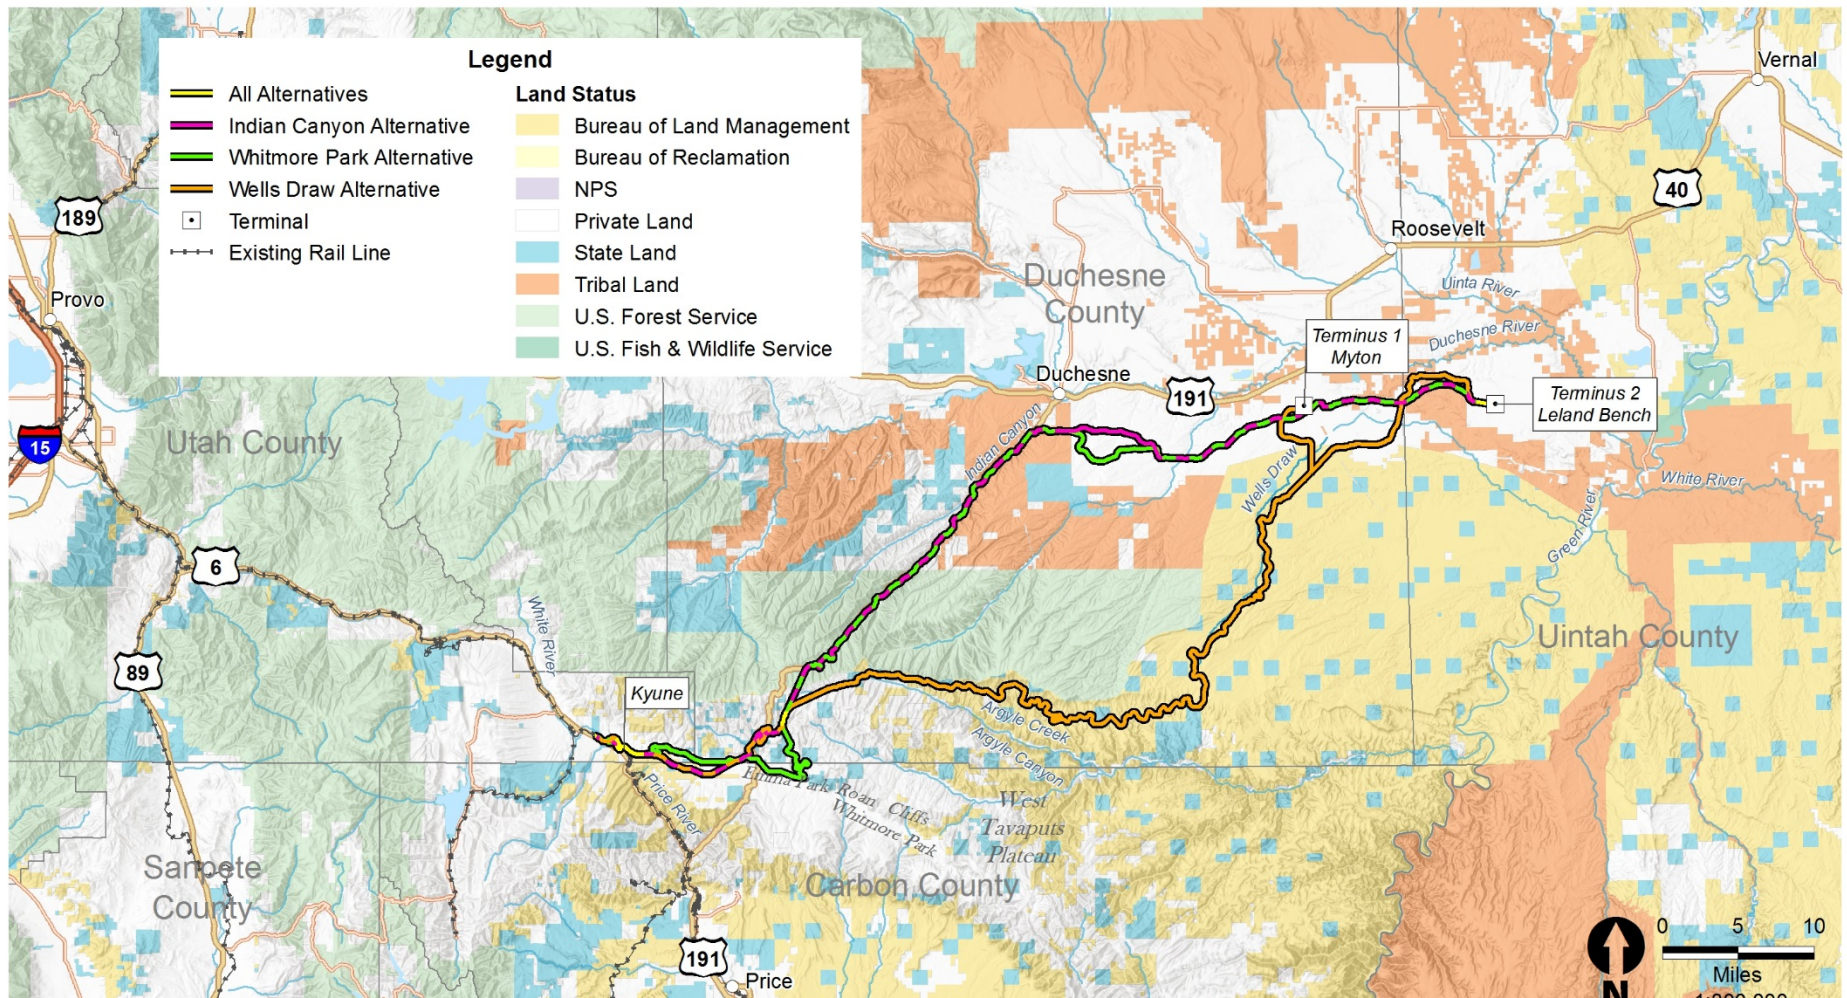 Legend
All Alternatives
Indian Canyon Alternative
Whitmore Park Alternative
Wells Draw Alternative
Terminal
Existing Rail Line
Land Status
Bureau of Land Management
Bureau of Reclamation
NPS
Private Land
State Land
Tribal Land
U.S. Forest Service
U.S. Fish & Wildlife Service
Vernal
40
189
Roosevelt
Duchesne
County
Uinta River
Provo
Terminus 1
Myton
Duchesne River
Duchesne
191
Terminus 2
Leland Bench
15
Utah County
Indian Canyon
Wells Draw
White River
Green River
6
White River
Uintah County
89
Kyune
Argyle Creek
Argyle Canyon
Emma Park
Roan Cliffs
Whitmore Park
Price River
West
Tavaputs
Plateau
Sanpete
County
Carbon County
191
Price
0 5 10
Miles
N